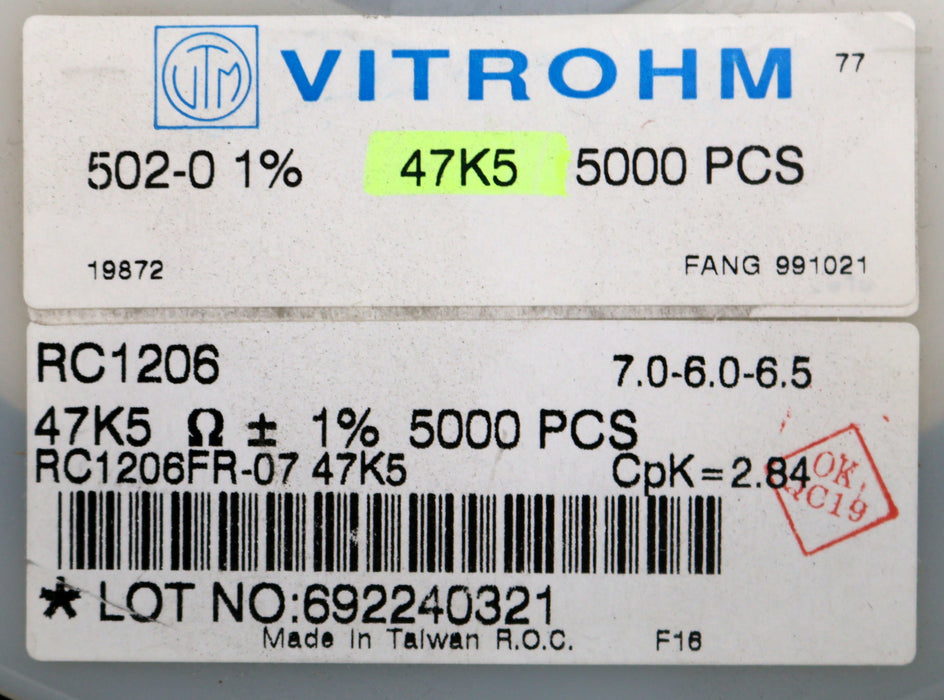 VTM VITROHM 77
502-0 1% 47K5 5000 PCS
19872 FANG 991021
RC1206 7.0-6.0-6.5
47K5 Ω ± 1% 5000 PCS
RC1206FR-07 47K5 CpK=2.84
OK,
QC19
* LOT NO:692240321
Made In Taiwan R.O.C. F16